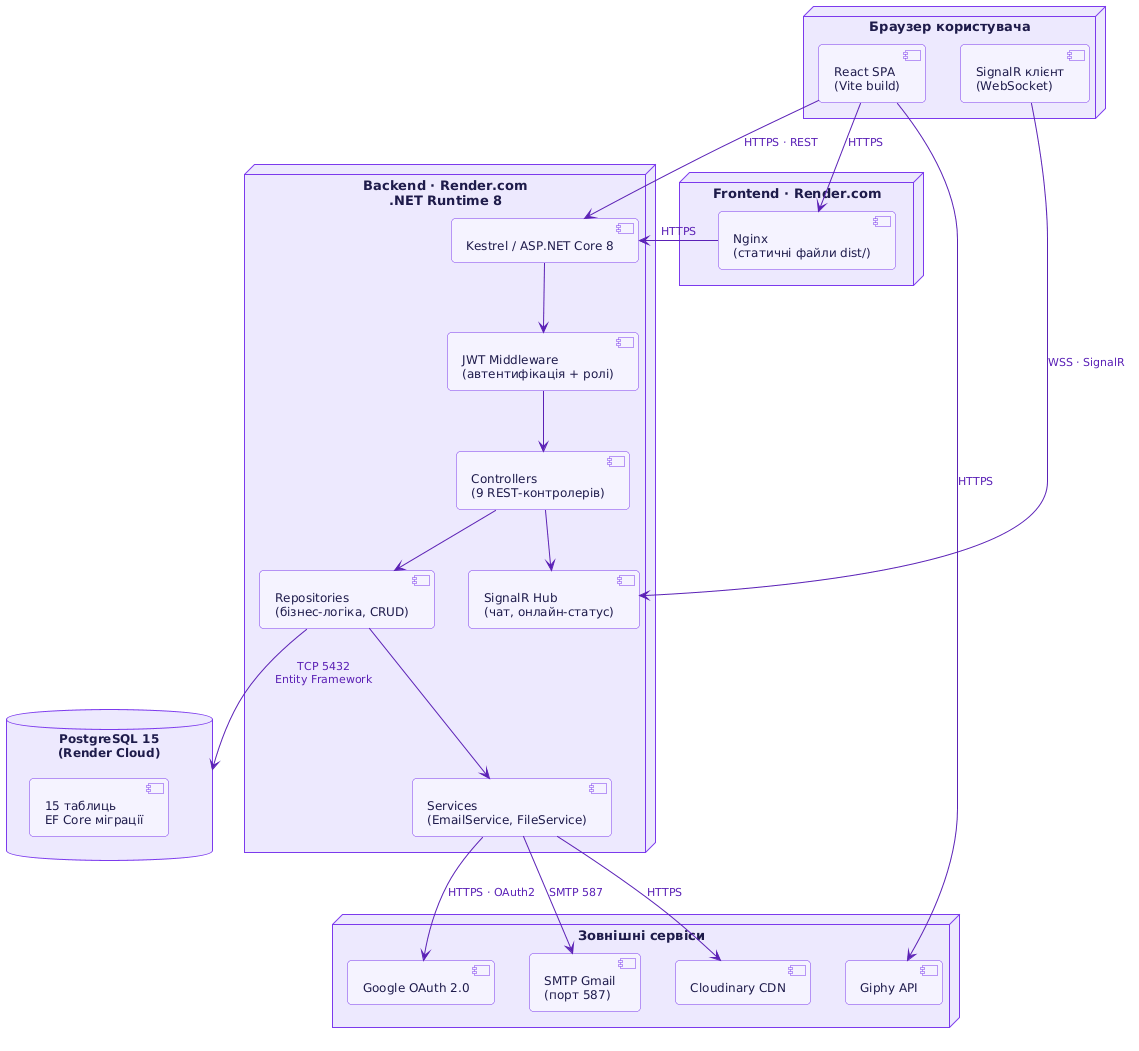 Браузер користувача
React SPA
(Vite build)
SignalR клієнт
(WebSocket)
HTTPS · REST
HTTPS
Backend · Render.com
.NET Runtime 8
Frontend · Render.com
Kestrel / ASP.NET Core 8
HTTPS
Nginx
(статичні файли dist/)
JWT Middleware
(автентифікація + ролі)
WSS · SignalR
Controllers
(9 REST-контролерів)
HTTPS
Repositories
(бізнес-логіка, CRUD)
SignalR Hub
(чат, онлайн-статус)
TCP 5432
Entity Framework
PostgreSQL 15
(Render Cloud)
15 таблиць
EF Core міграції
Services
(EmailService, FileService)
HTTPS · OAuth2
SMTP 587
HTTPS
Зовнішні сервіси
Google OAuth 2.0
SMTP Gmail
(порт 587)
Cloudinary CDN
Giphy API